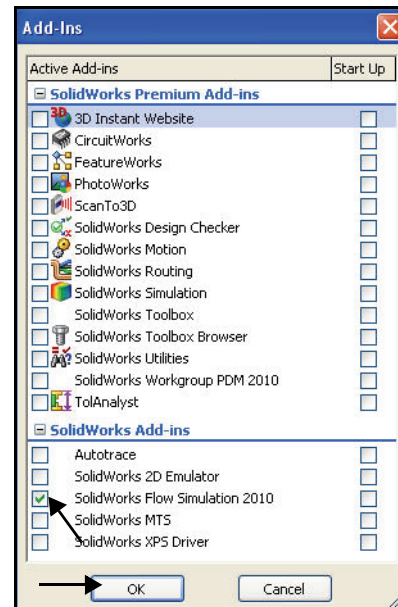 Add-Ins
Active Add-ins Start Up
SolidWorks Premium Add-ins
3D Instant Website
CircuitWorks
FeatureWorks
PhotoWorks
ScanTo3D
SolidWorks Design Checker
SolidWorks Motion
SolidWorks Routing
SolidWorks Simulation
SolidWorks Toolbox
SolidWorks Toolbox Browser
SolidWorks Utilities
SolidWorks Workgroup PDM 2010
TolAnalyst
SolidWorks Add-ins
Autotrace
SolidWorks 2D Emulator
SolidWorks Flow Simulation 2010
SolidWorks MTS
SolidWorks XPS Driver
OK Cancel